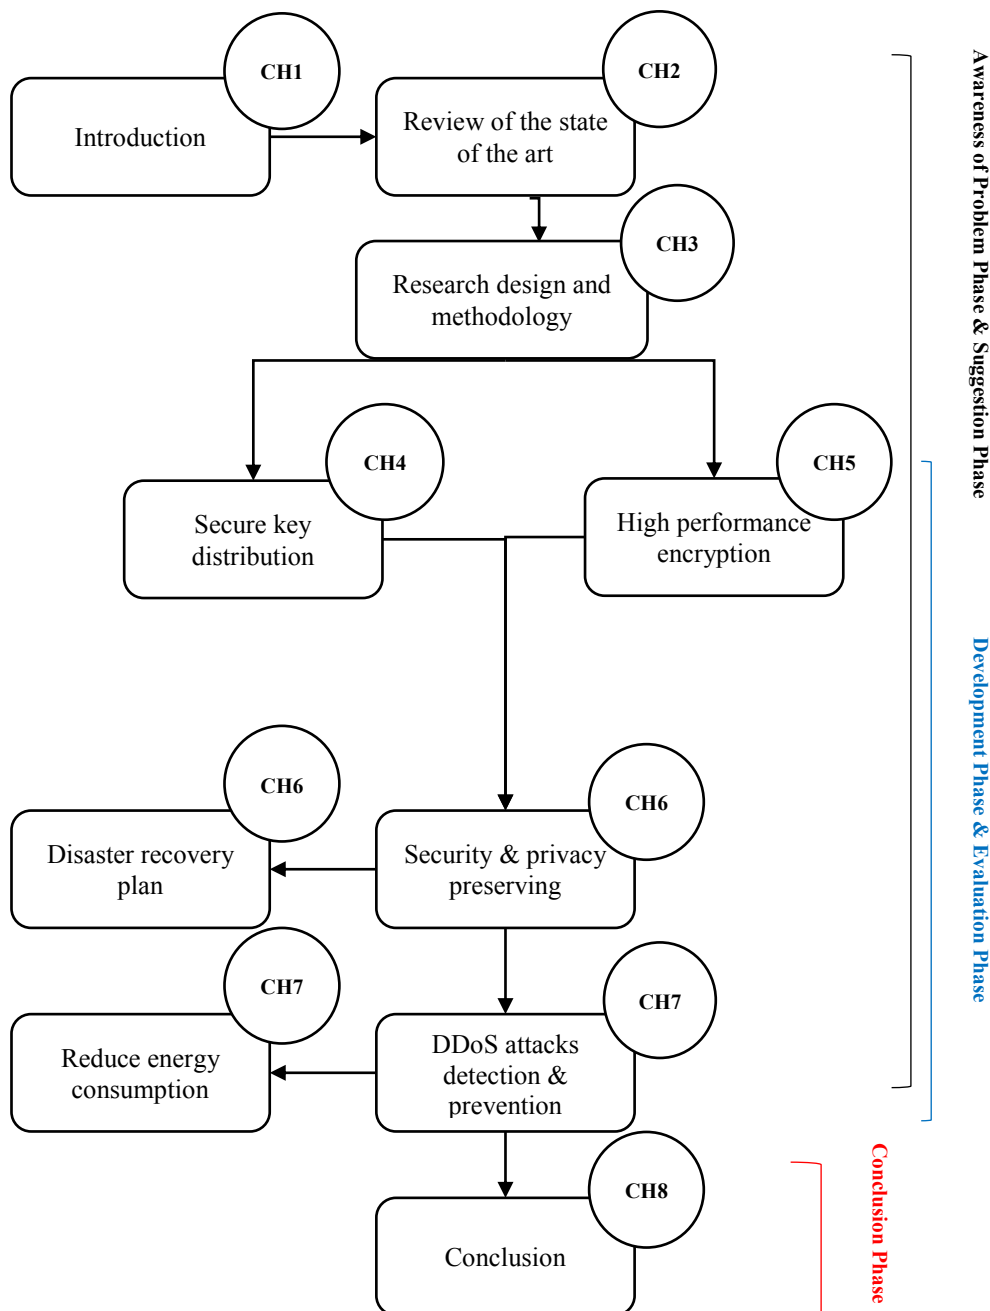 CH1
Introduction
CH2
Review of the state
of the art
CH3
Research design and
methodology
CH4
Secure key
distribution
CH5
High performance
encryption
CH6
Disaster recovery
plan
CH6
Security & privacy
preserving
CH7
Reduce energy
consumption
CH7
DDoS attacks
detection &
prevention
CH8
Conclusion
Awareness of Problem Phase & Suggestion Phase
Development Phase & Evaluation Phase
Conclusion Phase